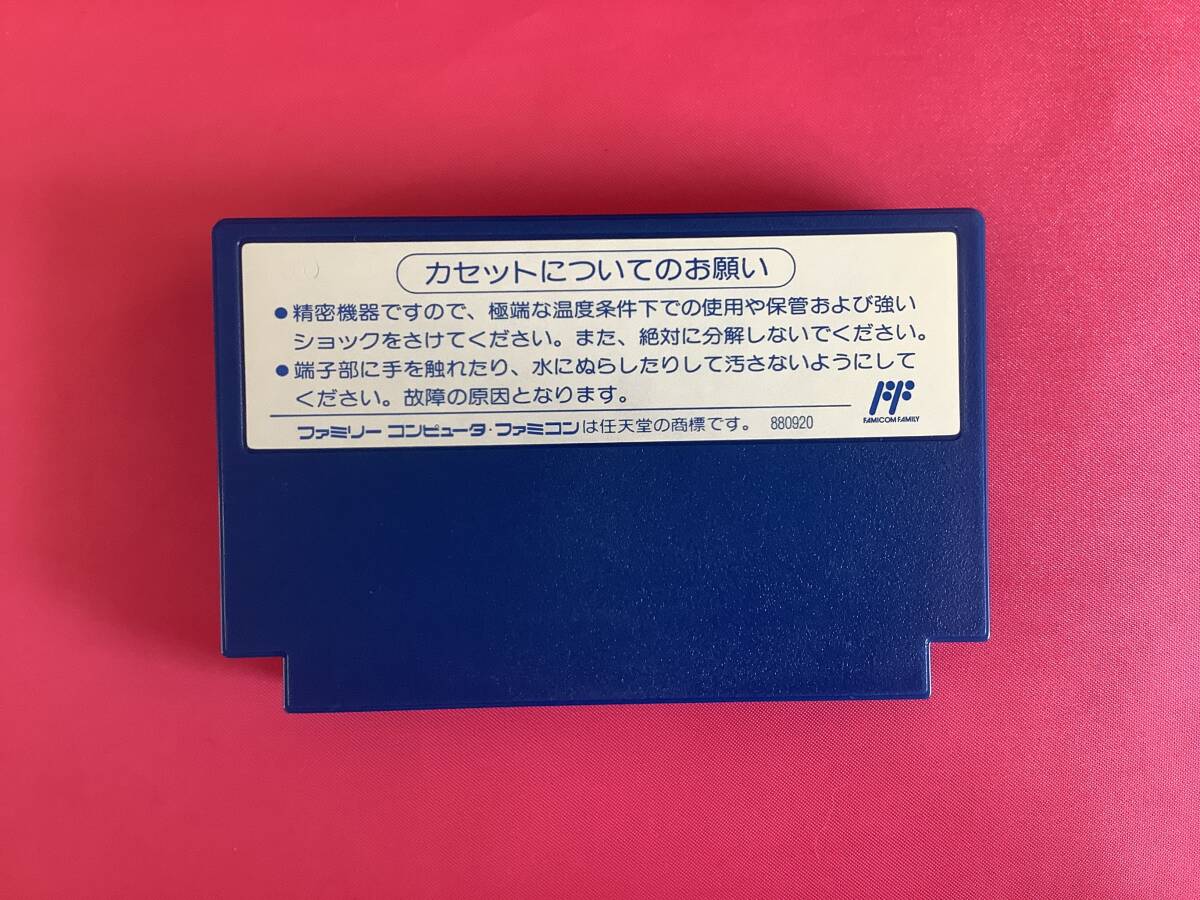 カセットについてのお願い
●精密機器ですので、極端な温度条件下での使用や保管および強い
ショックをさけてください。また、絶対に分解しないでください。
●端子部に手を触れたり、水にぬらしたりして汚さないようにして
ください。故障の原因となります。
FF
FAMICOM FAMILY
ファミリーコンピュータ・ファミコンは任天堂の商標です。 880920